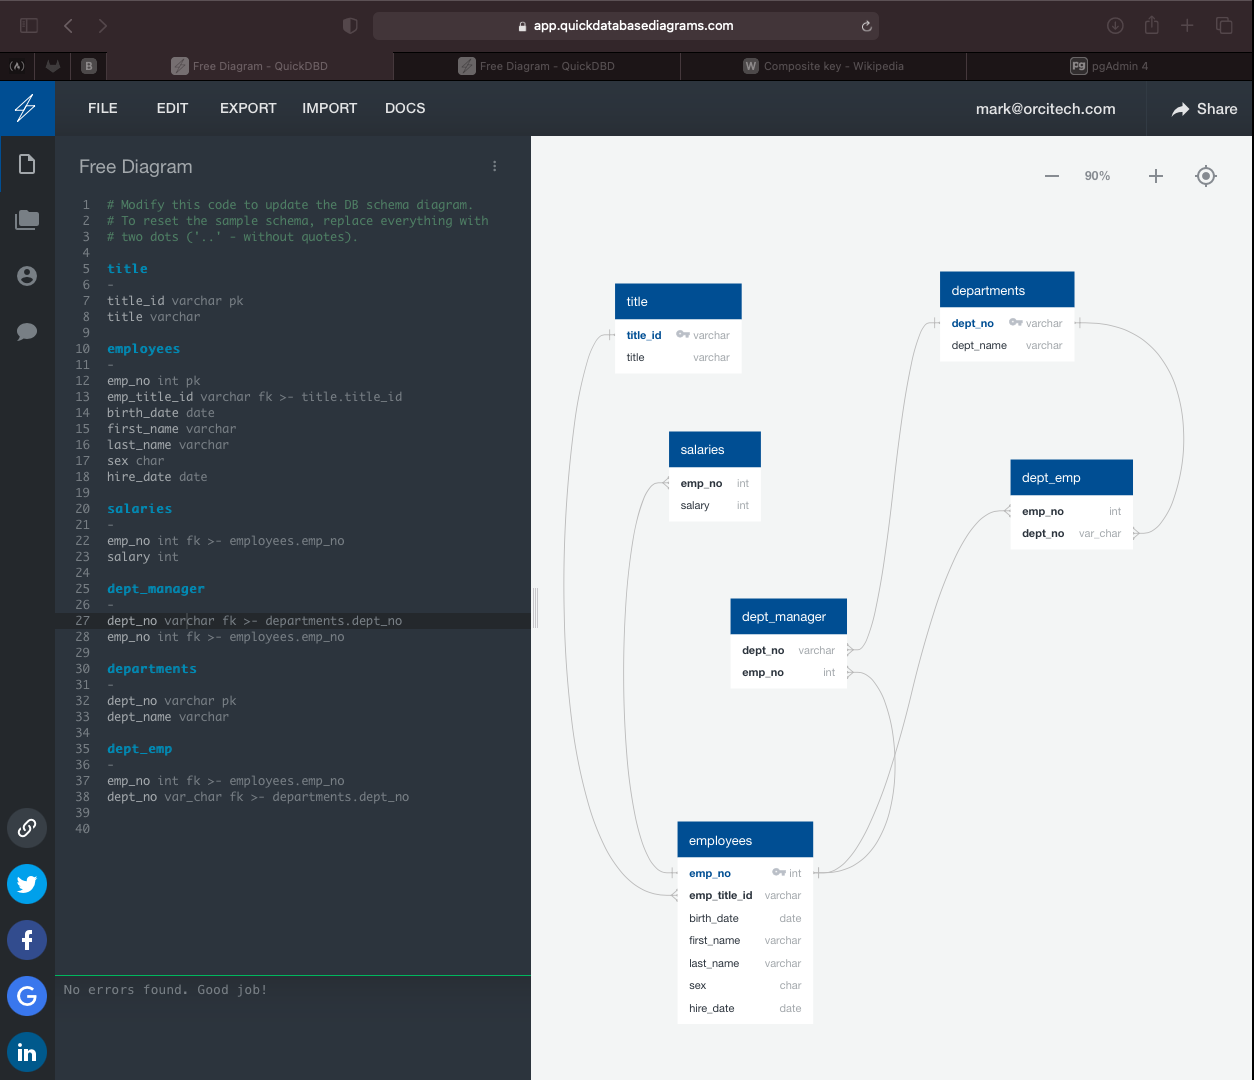 app.quickdatabasediagrams.com
B
Free Diagram - QuickDBD
Free Diagram - QuickDBD
W Composite key - Wikipedia
Pg pgAdmin 4
FILE EDIT EXPORT IMPORT DOCS
mark@orcitech.com
Share
Free Diagram
1 # Modify this code to update the DB schema diagram.
2 # To reset the sample schema, replace everything with
3 # two dots ('..' - without quotes).
4
5 title
6 -
7 title_id varchar pk
8 title varchar
9
10 employees
11 -
12 emp_no int pk
13 emp_title_id varchar fk >- title.title_id
14 birth_date date
15 first_name varchar
16 last_name varchar
17 sex char
18 hire_date date
19
20 salaries
21 -
22 emp_no int fk >- employees.emp_no
23 salary int
24
25 dept_manager
26 -
27 dept_no varchar fk >- departments.dept_no
28 emp_no int fk >- employees.emp_no
29
30 departments
31 -
32 dept_no varchar pk
33 dept_name varchar
34
35 dept_emp
36 -
37 emp_no int fk >- employees.emp_no
38 dept_no var_char fk >- departments.dept_no
39
40
No errors found. Good job!
f
G
in
90%
title
title_id varchar
title varchar
departments
dept_no varchar
dept_name varchar
salaries
emp_no int
salary int
dept_emp
emp_no int
dept_no var_char
dept_manager
dept_no varchar
emp_no int
employees
emp_no int
emp_title_id varchar
birth_date date
first_name varchar
last_name varchar
sex char
hire_date date